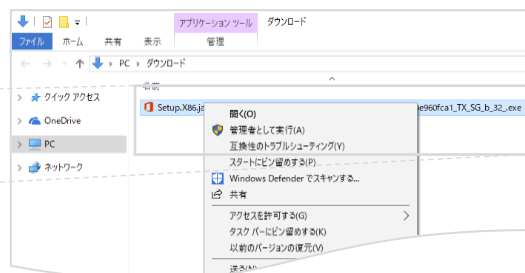 アプリケーション ツール ダウンロード
ファイル ホーム 共有 表示 管理
PC › ダウンロード
名前
クイック アクセス
Setup.X86.ja e960fca1_TX_SG_b_32_.exe
OneDrive
PC
ネットワーク
開く(O)
管理者として実行(A)
互換性のトラブルシューティング(Y)
スタートにピン留めする(P)
Windows Defender でスキャンする...
共有
アクセスを許可する(G)
タスク バーにピン留めする(K)
以前のバージョンの復元(V)
送る(N)